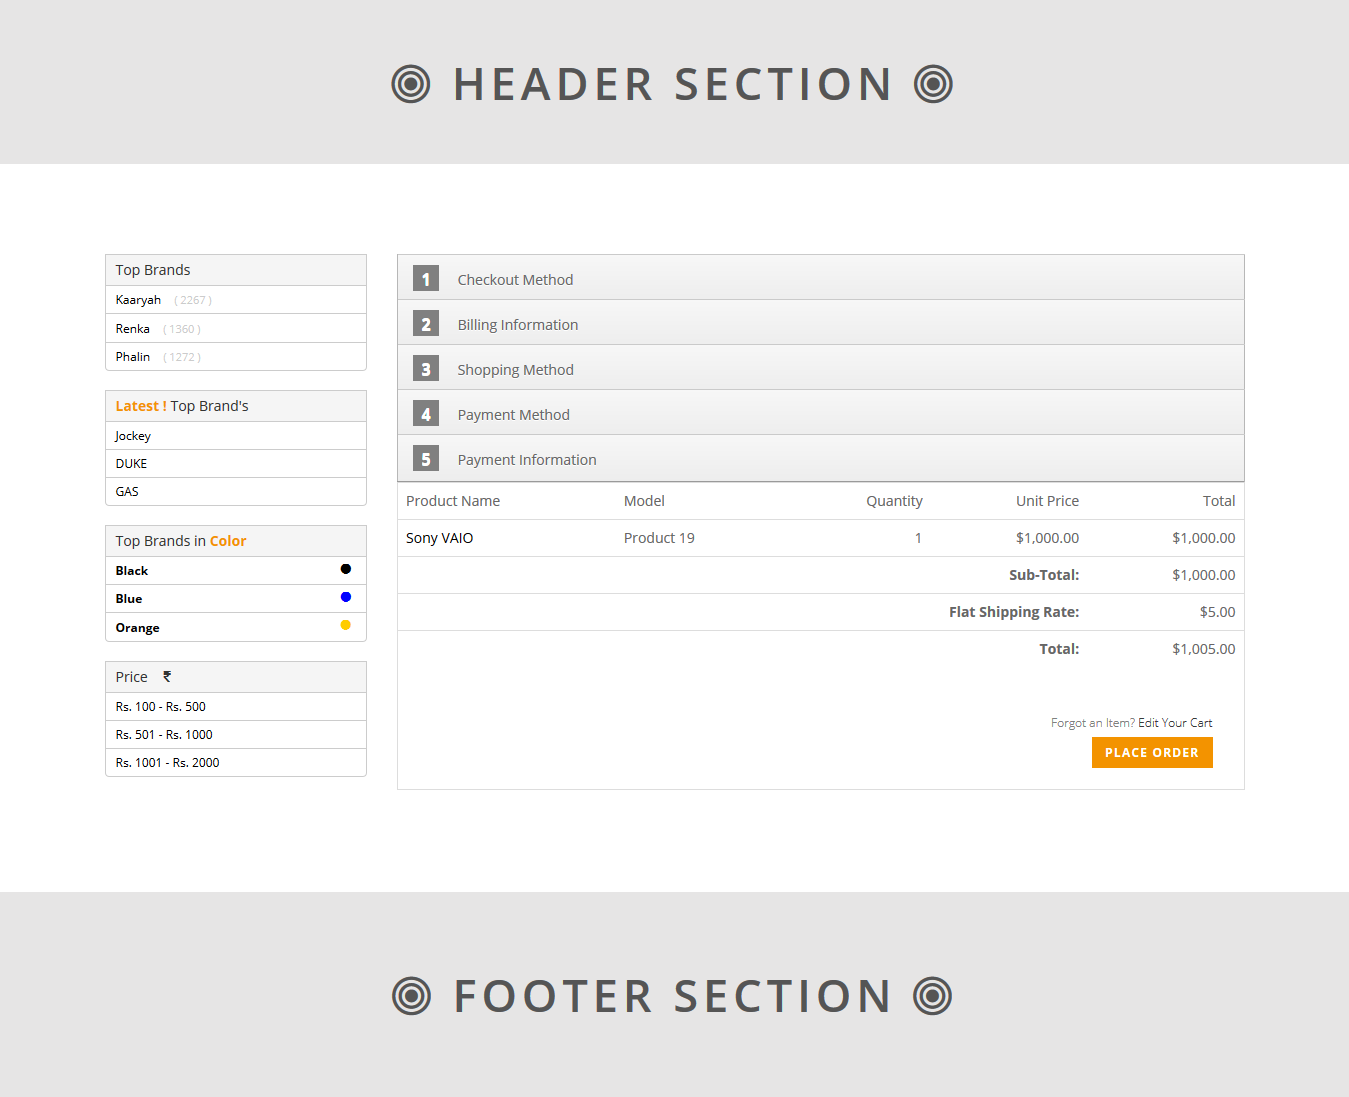 HEADER SECTION
Top Brands
Kaaryah ( 2267 )
Renka ( 1360 )
Phalin ( 1272 )
Latest ! Top Brand's
Jockey
DUKE
GAS
Top Brands in Color
Black
Blue
Orange
Price ₹
Rs. 100 - Rs. 500
Rs. 501 - Rs. 1000
Rs. 1001 - Rs. 2000
1 Checkout Method
2 Billing Information
3 Shopping Method
4 Payment Method
5 Payment Information
Product Name Model Quantity Unit Price Total
Sony VAIO Product 19 1 $1,000.00 $1,000.00
Sub-Total: $1,000.00
Flat Shipping Rate: $5.00
Total: $1,005.00
Forgot an Item? Edit Your Cart
PLACE ORDER
FOOTER SECTION